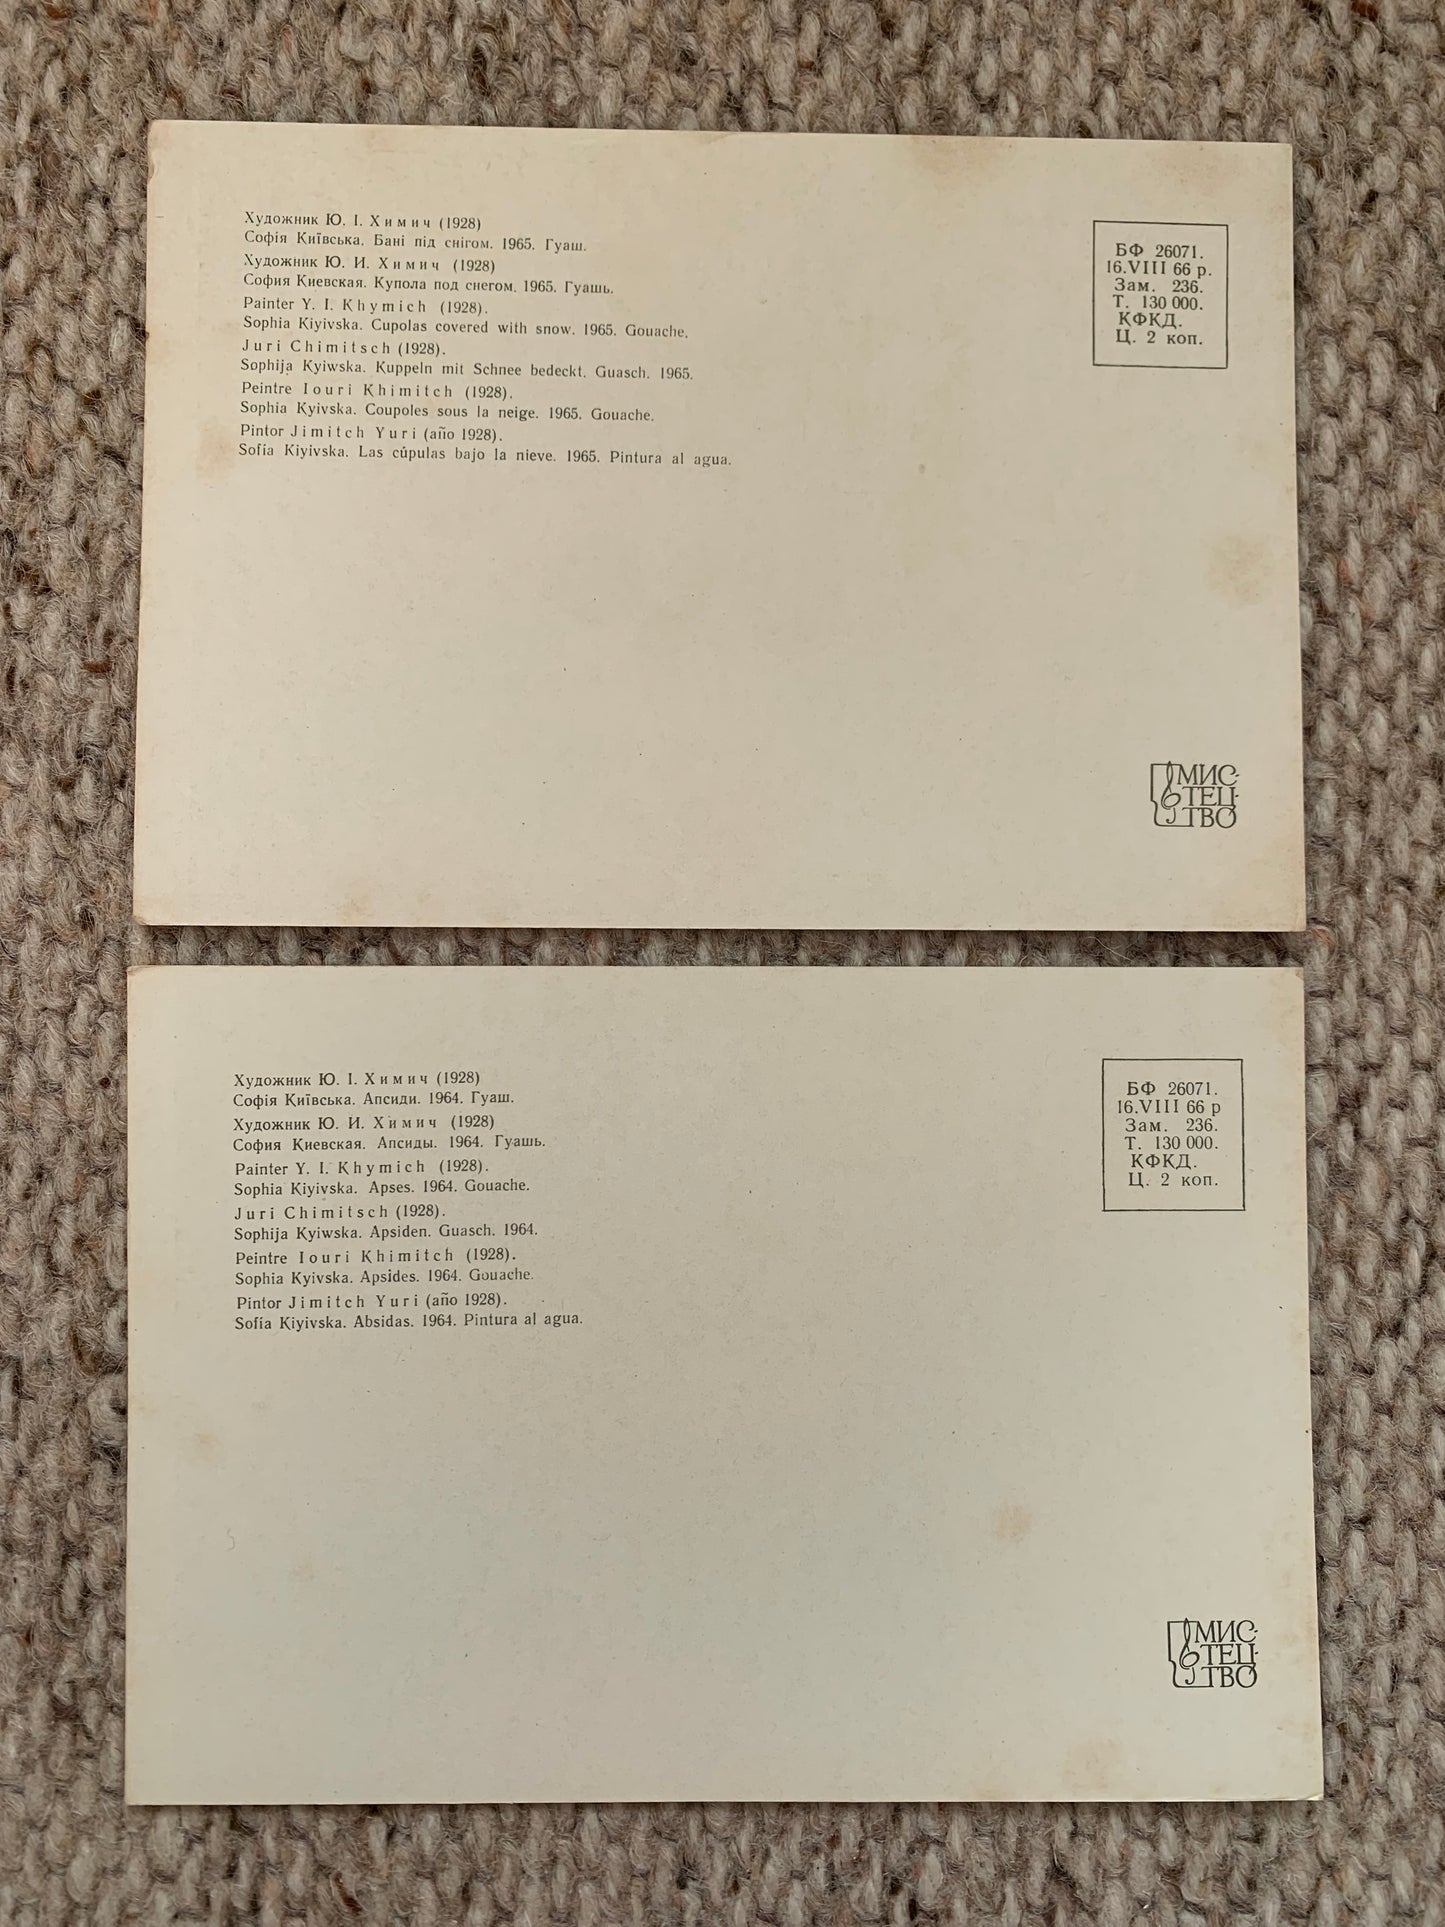 Художник Ю. І. Химич (1928)
Софія Київська. Бані під снігом. 1965. Гуаш.
Художник Ю. И. Химич (1928)
София Киевская. Купола под снегом. 1965. Гуашь.
Painter Y. I. Khymich (1928).
Sophia Kiyivska. Cupolas covered with snow. 1965. Gouache.
Juri Chimitsch (1928).
Sophija Kyiwska. Kuppeln mit Schnee bedeckt. Guasch. 1965.
Peintre Iouri Khimitch (1928).
Sophia Kyivska. Coupoles sous la neige. 1965. Gouache.
Pintor Jimitch Yuri (año 1928).
Sofía Kiyivska. Las cúpulas bajo la nieve. 1965. Pintura al agua.
БФ 26071.
16.VIII 66 р.
Зам. 236.
Т. 130 000.
КФКД.
Ц. 2 коп.
МИС-
ТЕЦ-
ТВО
Художник Ю. І. Химич (1928)
Софія Київська. Апсиди. 1964. Гуаш.
Художник Ю. И. Химич (1928)
София Киевская. Апсиды. 1964. Гуашь.
Painter Y. I. Khymich (1928).
Sophia Kiyivska. Apses. 1964. Gouache.
Juri Chimitsch (1928).
Sophija Kyiwska. Apsiden. Guasch. 1964.
Peintre Iouri Khimitch (1928).
Sophia Kyivska. Apsides. 1964. Gouache.
Pintor Jimitch Yuri (año 1928).
Sofía Kiyivska. Absidas. 1964. Pintura al agua.
БФ 26071.
16.VIII 66 р
Зам. 236.
Т. 130 000.
КФКД.
Ц. 2 коп.
МИС-
ТЕЦ-
ТВО